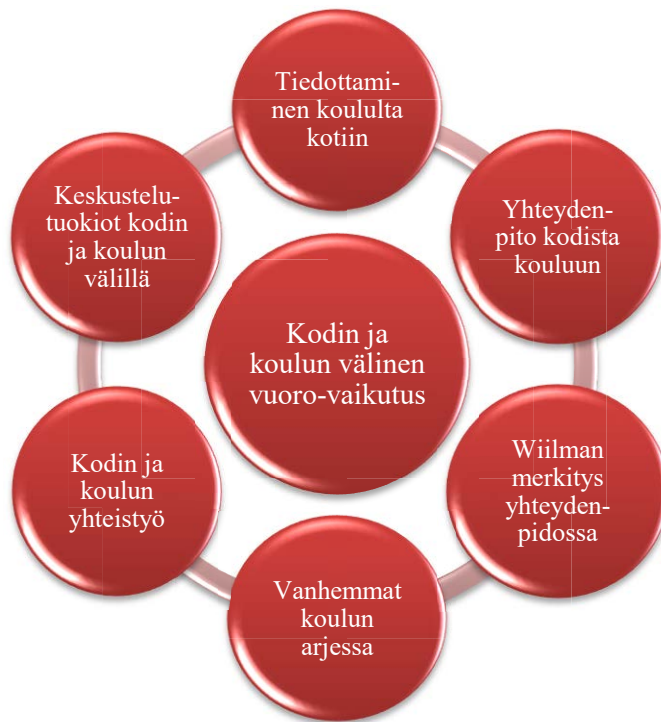 Tiedottami-
nen koululta
kotiin
Yhteyden-
pito kodista
kouluun
Wiilman
merkitys
yhteyden-
pidossa
Vanhemmat
koulun
arjessa
Kodin ja
koulun
yhteistyö
Keskustelu-
tuokiot kodin
ja koulun
välillä
Kodin ja
koulun välinen
vuoro-vaikutus